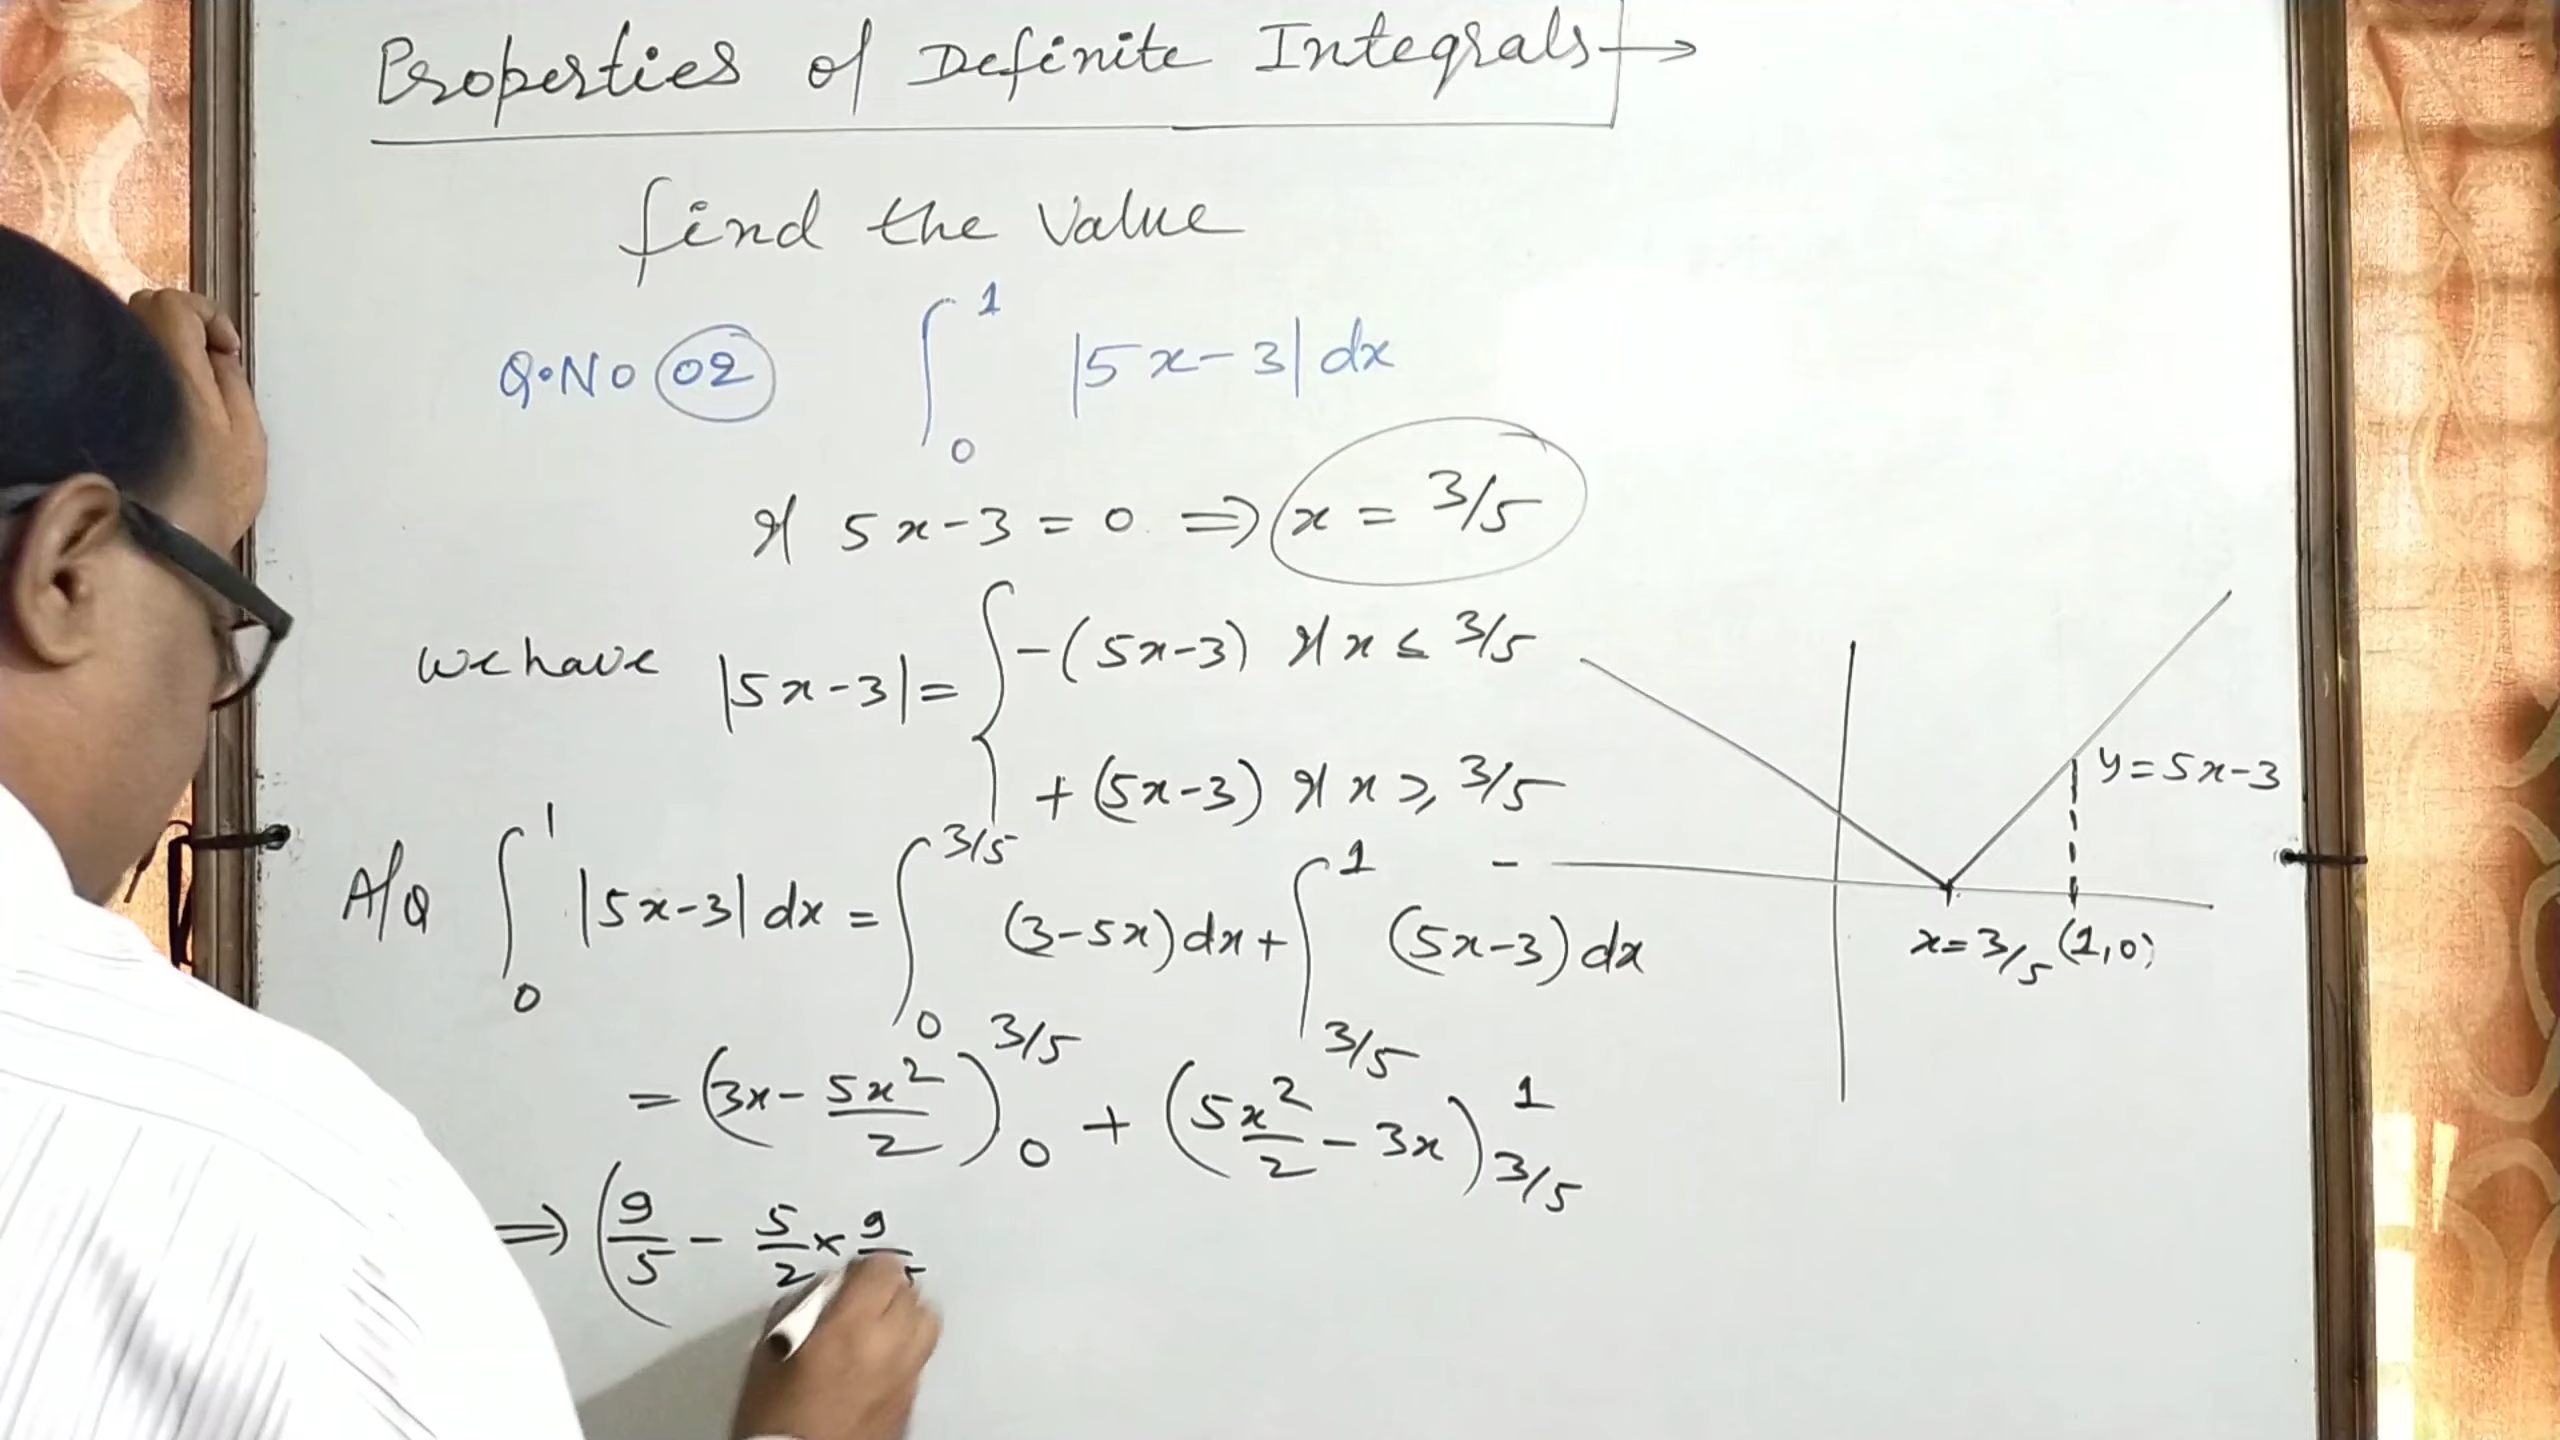 Properties of Definite Integrals →
find the value
Q.No 02 ∫₀¹ |5x-3| dx
If 5x-3 = 0 ⇒ x = 3/5
We have |5x-3| = { -(5x-3) If x ≤ 3/5
+ (5x-3) If x ≥ 3/5
y = 5x-3
x = 3/5 (1,0)
A/Q ∫₀¹ |5x-3| dx = ∫₀^{3/5} (3-5x) dx + ∫_{3/5}^1 (5x-3) dx
= (3x - 5x²/2)₀^{3/5} + (5x²/2 - 3x)_{3/5}^1
⇒ (9/5 - 5/2 × 9